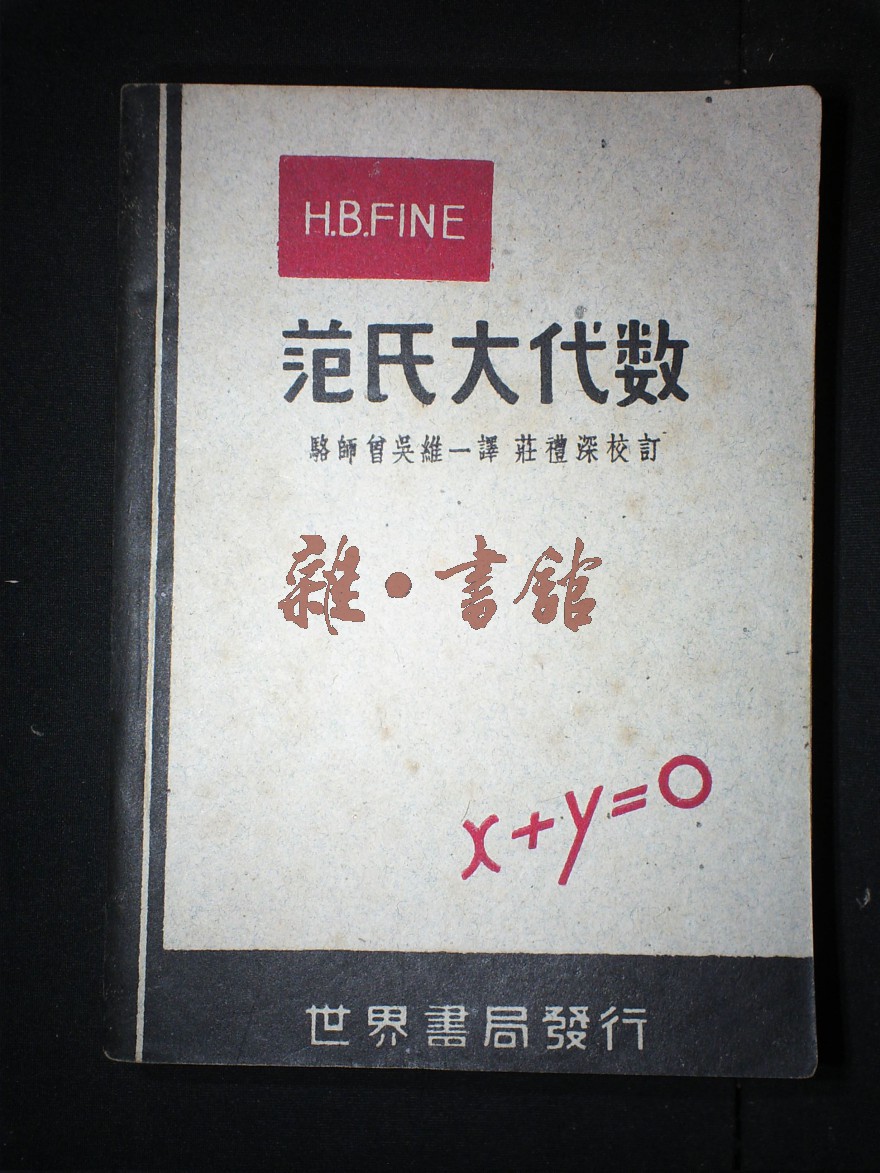 H.B.FINE
范氏大代数
駱師曾吳維一譯 莊禮深校訂
雜·書館
x+y=0
世界書局發行